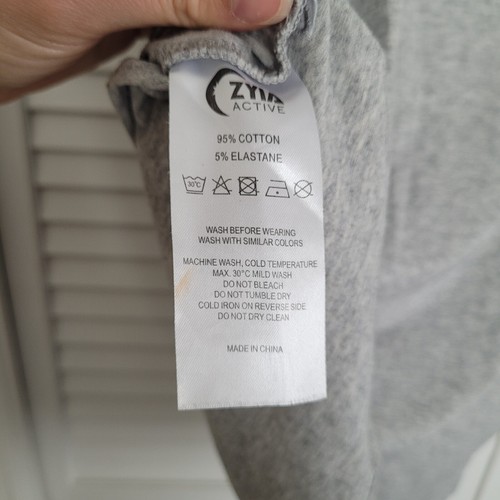 ZYIA
ACTIVE
95% COTTON
5% ELASTANE
30°C
WASH BEFORE WEARING
WASH WITH SIMILAR COLORS
MACHINE WASH, COLD TEMPERATURE
MAX. 30°C MILD WASH
DO NOT BLEACH
DO NOT TUMBLE DRY
COLD IRON ON REVERSE SIDE
DO NOT DRY CLEAN
MADE IN CHINA